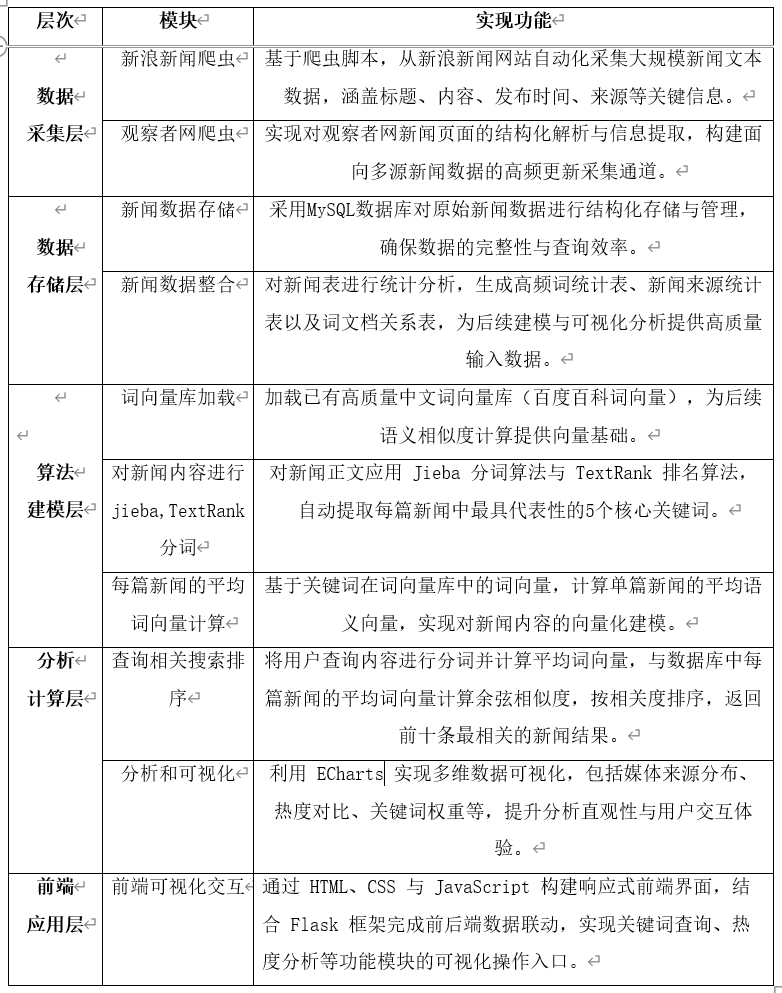 层次 模块 实现功能
数据
采集层
新浪新闻爬虫
基于爬虫脚本，从新浪新闻网站自动化采集大规模新闻文本
数据，涵盖标题、内容、发布时间、来源等关键信息。
观察者网爬虫
实现对观察者网新闻页面的结构化解析与信息提取，构建面
向多源新闻数据的高频更新采集通道。
数据
存储层
新闻数据存储
采用MySQL数据库对原始新闻数据进行结构化存储与管理，
确保数据的完整性与查询效率。
新闻数据整合
对新闻表进行统计分析，生成高频词统计表、新闻来源统计
表以及词文档关系表，为后续建模与可视化分析提供高质量
输入数据。
算法
建模层
词向量库加载
加载已有高质量中文词向量库（百度百科词向量），为后续
语义相似度计算提供向量基础。
对新闻内容进行
jieba,TextRank
分词
对新闻正文应用 Jieba 分词算法与 TextRank 排名算法，
自动提取每篇新闻中最具代表性的5个核心关键词。
每篇新闻的平均
词向量计算
基于关键词在词向量库中的词向量，计算单篇新闻的平均语
义向量，实现对新闻内容的向量化建模。
分析
计算层
查询相关搜索排
序
将用户查询内容进行分词并计算平均词向量，与数据库中每
篇新闻的平均词向量计算余弦相似度，按相关度排序，返回
前十条最相关的新闻结果。
分析和可视化
利用 ECharts 实现多维数据可视化，包括媒体来源分布、
热度对比、关键词权重等，提升分析直观性与用户交互体
验。
前端
应用层
前端可视化交互
通过 HTML、CSS 与 JavaScript 构建响应式前端界面，结
合 Flask 框架完成前后端数据联动，实现关键词查询、热
度分析等功能模块的可视化操作入口。